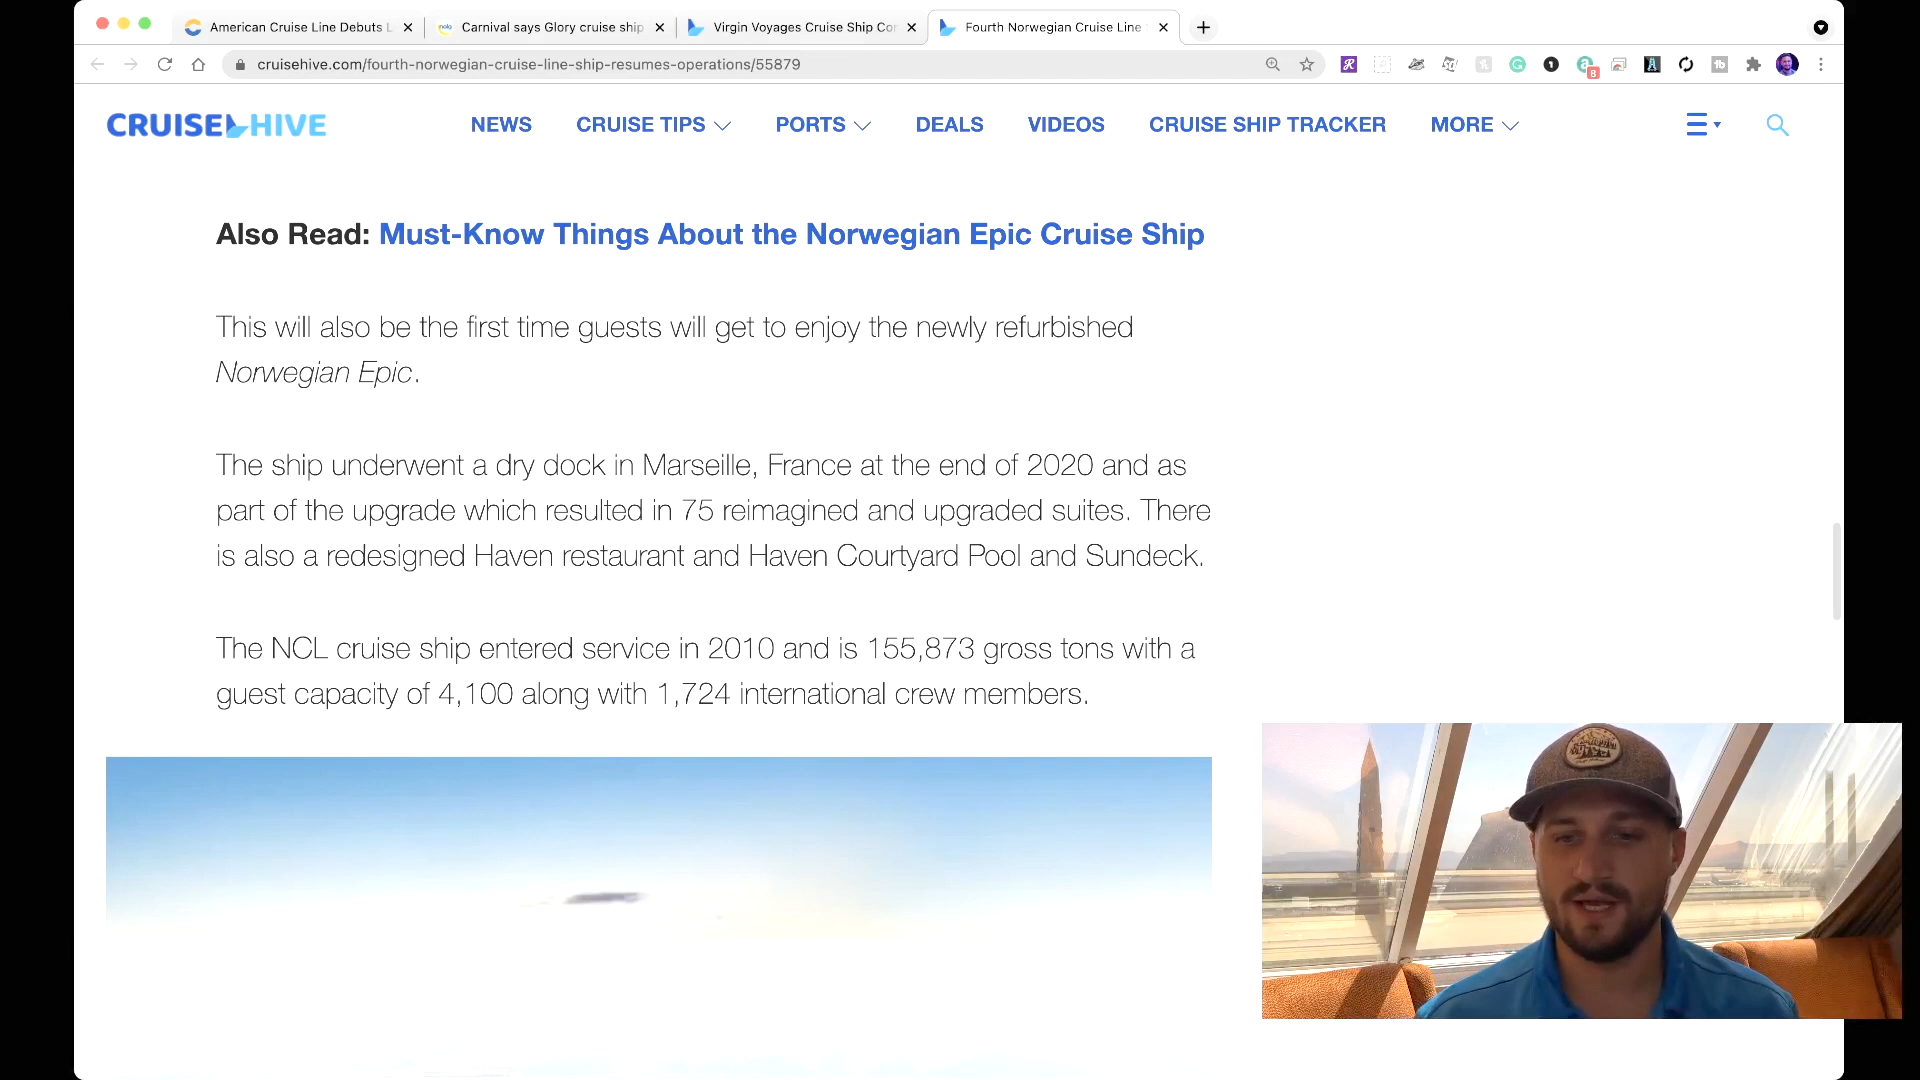 American Cruise Line Debuts L
Carnival says Glory cruise ship
Virgin Voyages Cruise Ship Co
Fourth Norwegian Cruise Line
cruisehive.com/fourth-norwegian-cruise-line-ship-resumes-operations/55879
8
CRUISE HIVE
NEWS
CRUISE TIPS
PORTS
DEALS
VIDEOS
CRUISE SHIP TRACKER
MORE
Also Read: Must-Know Things About the Norwegian Epic Cruise Ship
This will also be the first time guests will get to enjoy the newly refurbished
Norwegian Epic.
The ship underwent a dry dock in Marseille, France at the end of 2020 and as
part of the upgrade which resulted in 75 reimagined and upgraded suites. There
is also a redesigned Haven restaurant and Haven Courtyard Pool and Sundeck.
The NCL cruise ship entered service in 2010 and is 155,873 gross tons with a
guest capacity of 4,100 along with 1,724 international crew members.